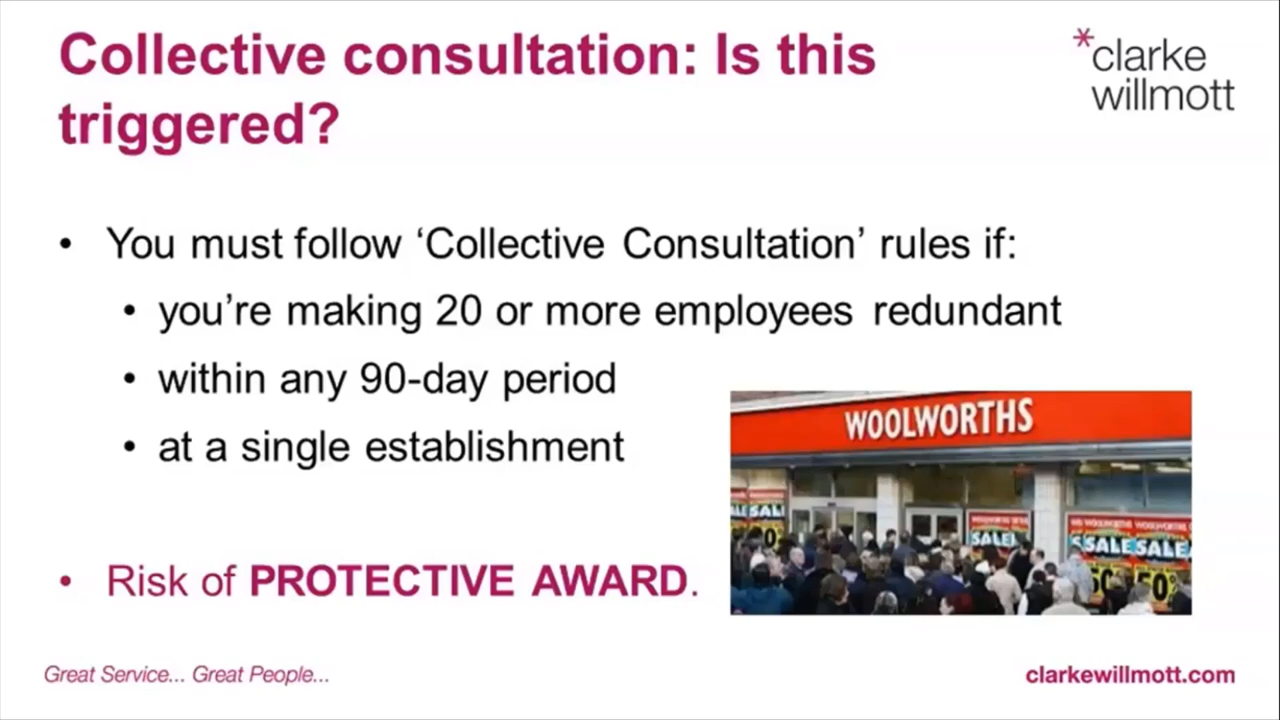 Collective consultation: Is this
triggered?
*clarke
willmott
• You must follow ‘Collective Consultation’ rules if:
• you’re making 20 or more employees redundant
• within any 90-day period
• at a single establishment
WOOLWORTHS
SALE
SALE
SALE SALE
50%
• Risk of PROTECTIVE AWARD.
Great Service... Great People...
clarkewillmott.com